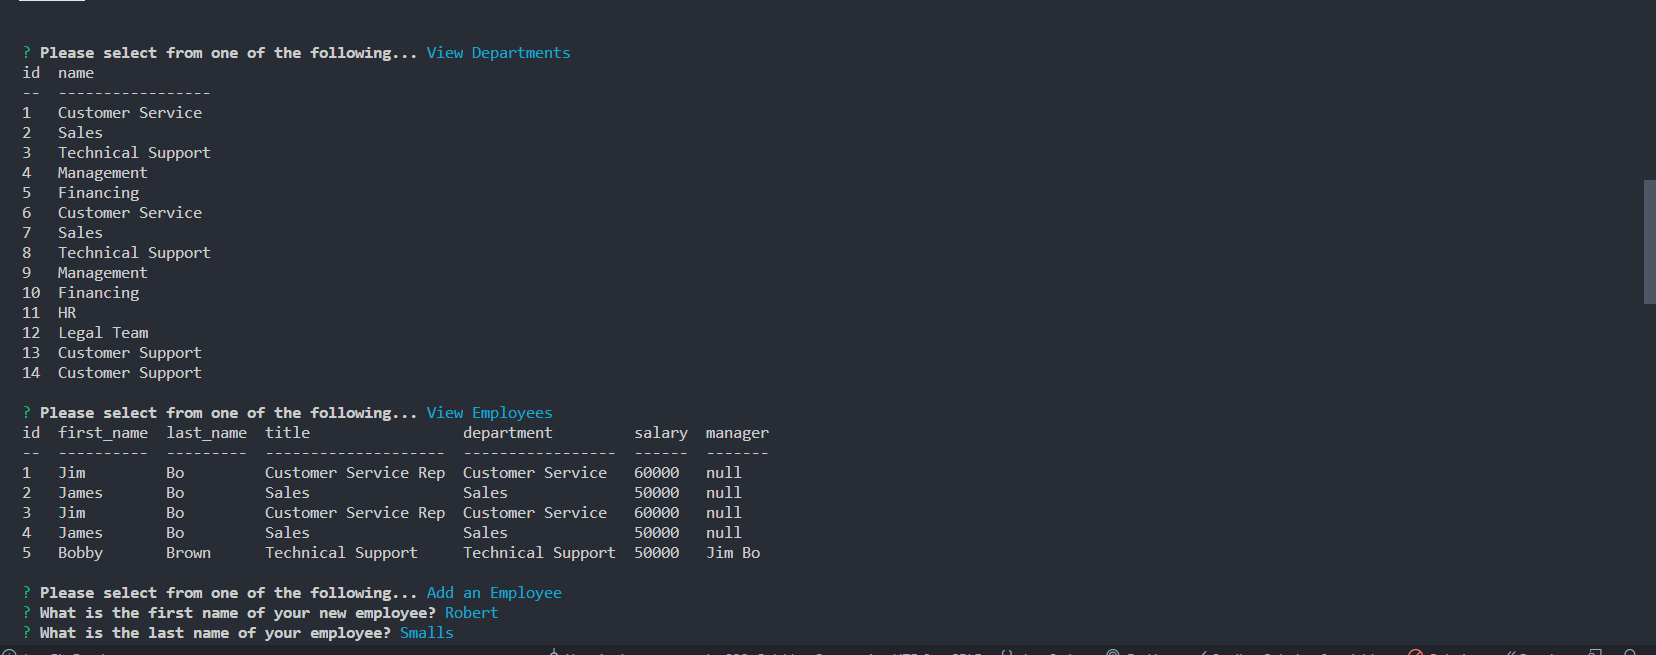 ? Please select from one of the following... View Departments
id  name
--  -----------------
1   Customer Service
2   Sales
3   Technical Support
4   Management
5   Financing
6   Customer Service
7   Sales
8   Technical Support
9   Management
10  Financing
11  HR
12  Legal Team
13  Customer Support
14  Customer Support
? Please select from one of the following... View Employees
id  first_name  last_name  title                 department         salary  manager
--  ----------  ---------  --------------------  -----------------  ------  -------
1   Jim         Bo         Customer Service Rep  Customer Service   60000   null
2   James       Bo         Sales                 Sales              50000   null
3   Jim         Bo         Customer Service Rep  Customer Service   60000   null
4   James       Bo         Sales                 Sales              50000   null
5   Bobby       Brown      Technical Support     Technical Support  50000   Jim Bo
? Please select from one of the following... Add an Employee
? What is the first name of your new employee? Robert
? What is the last name of your employee? Smalls